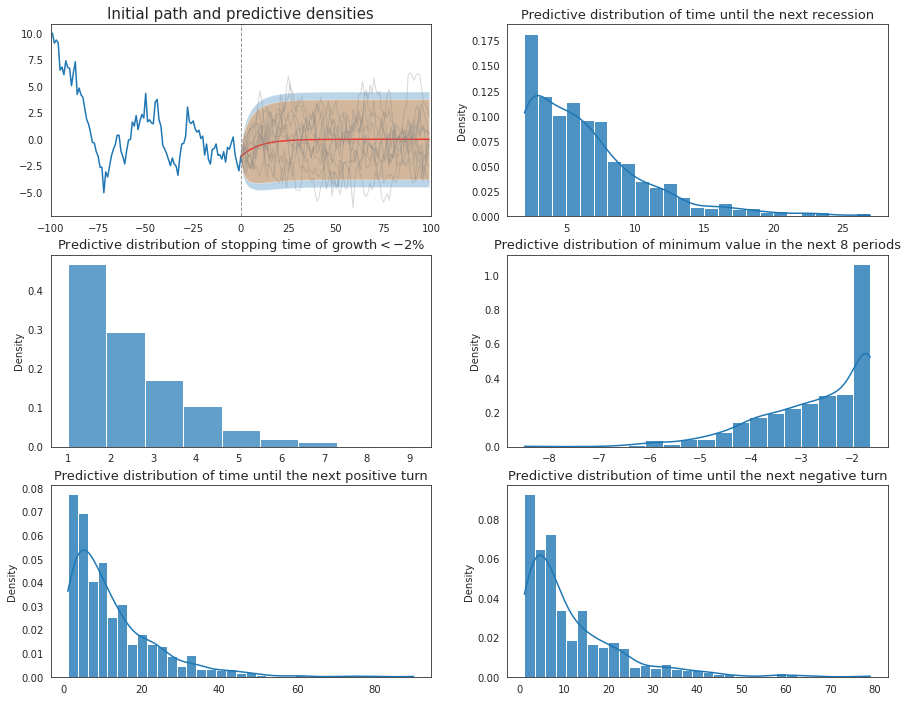 Initial path and predictive densities
10.0
7.5
5.0
2.5
0.0
−2.5
−5.0
−100 −75 −50 −25 0 25 50 75 100
Predictive distribution of time until the next recession
Density
0.175
0.150
0.125
0.100
0.075
0.050
0.025
0.000
5 10 15 20 25
Predictive distribution of stopping time of growth < −2%
Density
0.4
0.3
0.2
0.1
0.0
1 2 3 4 5 6 7 8 9
Predictive distribution of minimum value in the next 8 periods
Density
1.0
0.8
0.6
0.4
0.2
0.0
−8 −7 −6 −5 −4 −3 −2
Predictive distribution of time until the next positive turn
Density
0.08
0.07
0.06
0.05
0.04
0.03
0.02
0.01
0.00
0 20 40 60 80
Predictive distribution of time until the next negative turn
Density
0.08
0.06
0.04
0.02
0.00
0 10 20 30 40 50 60 70 80